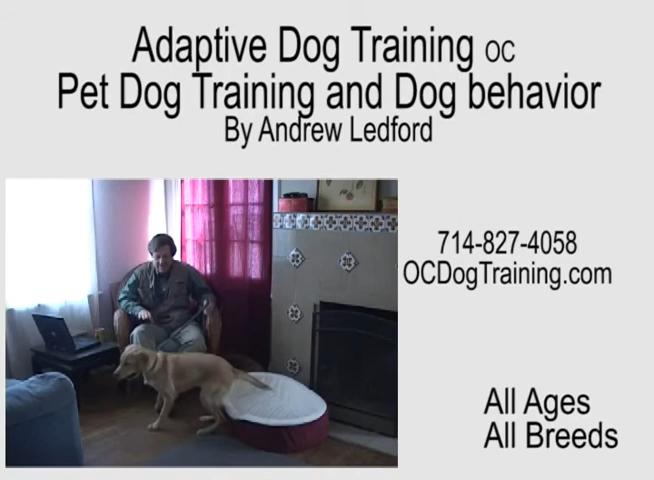 Adaptive Dog Training OC
Pet Dog Training and Dog behavior
By Andrew Ledford
714-827-4058
OCDogTraining.com
All Ages
All Breeds